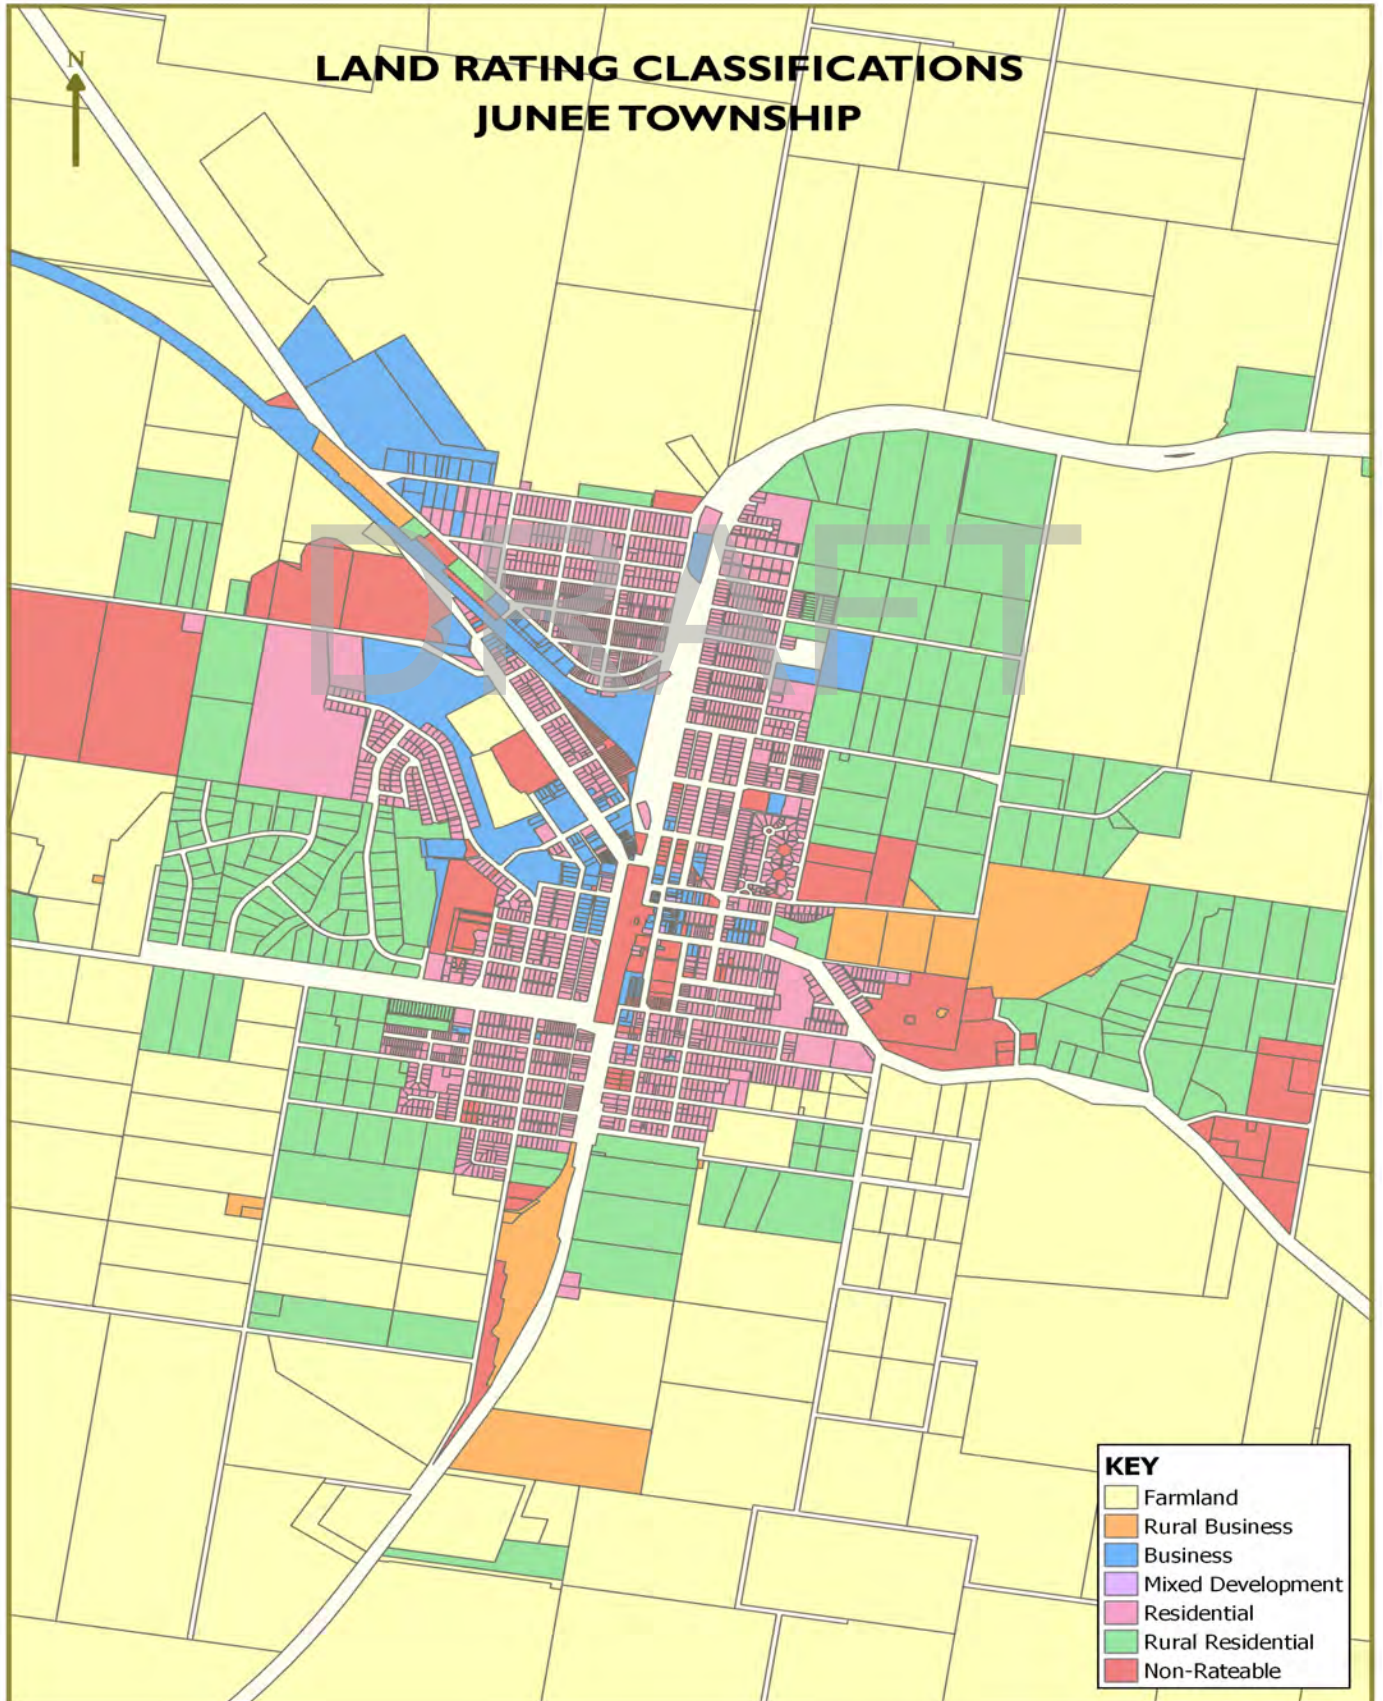 N
LAND RATING CLASSIFICATIONS
JUNEE TOWNSHIP
DRAFT
KEY
Farmland
Rural Business
Business
Mixed Development
Residential
Rural Residential
Non-Rateable